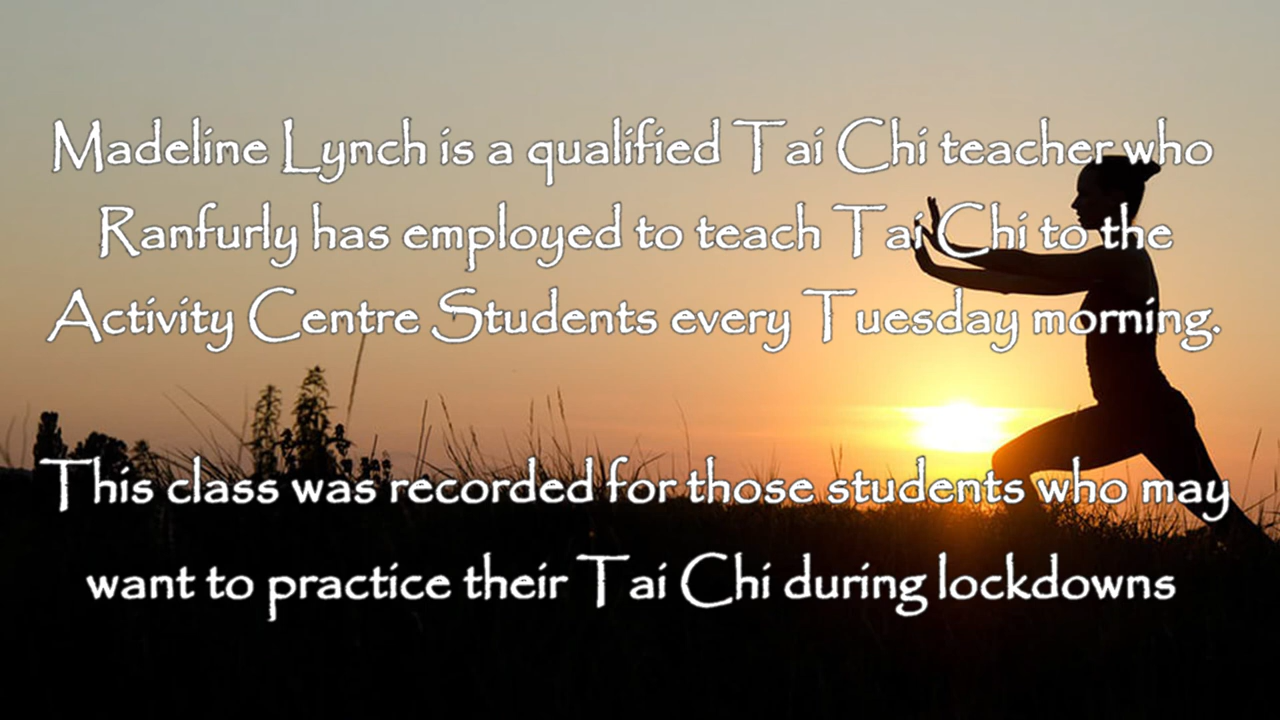 Madeline Lynch is a qualified Tai Chi teacher who
Ranfurly has employed to teach Tai Chi to the
Activity Centre Students every Tuesday morning.
This class was recorded for those students who may
want to practice their Tai Chi during lockdowns